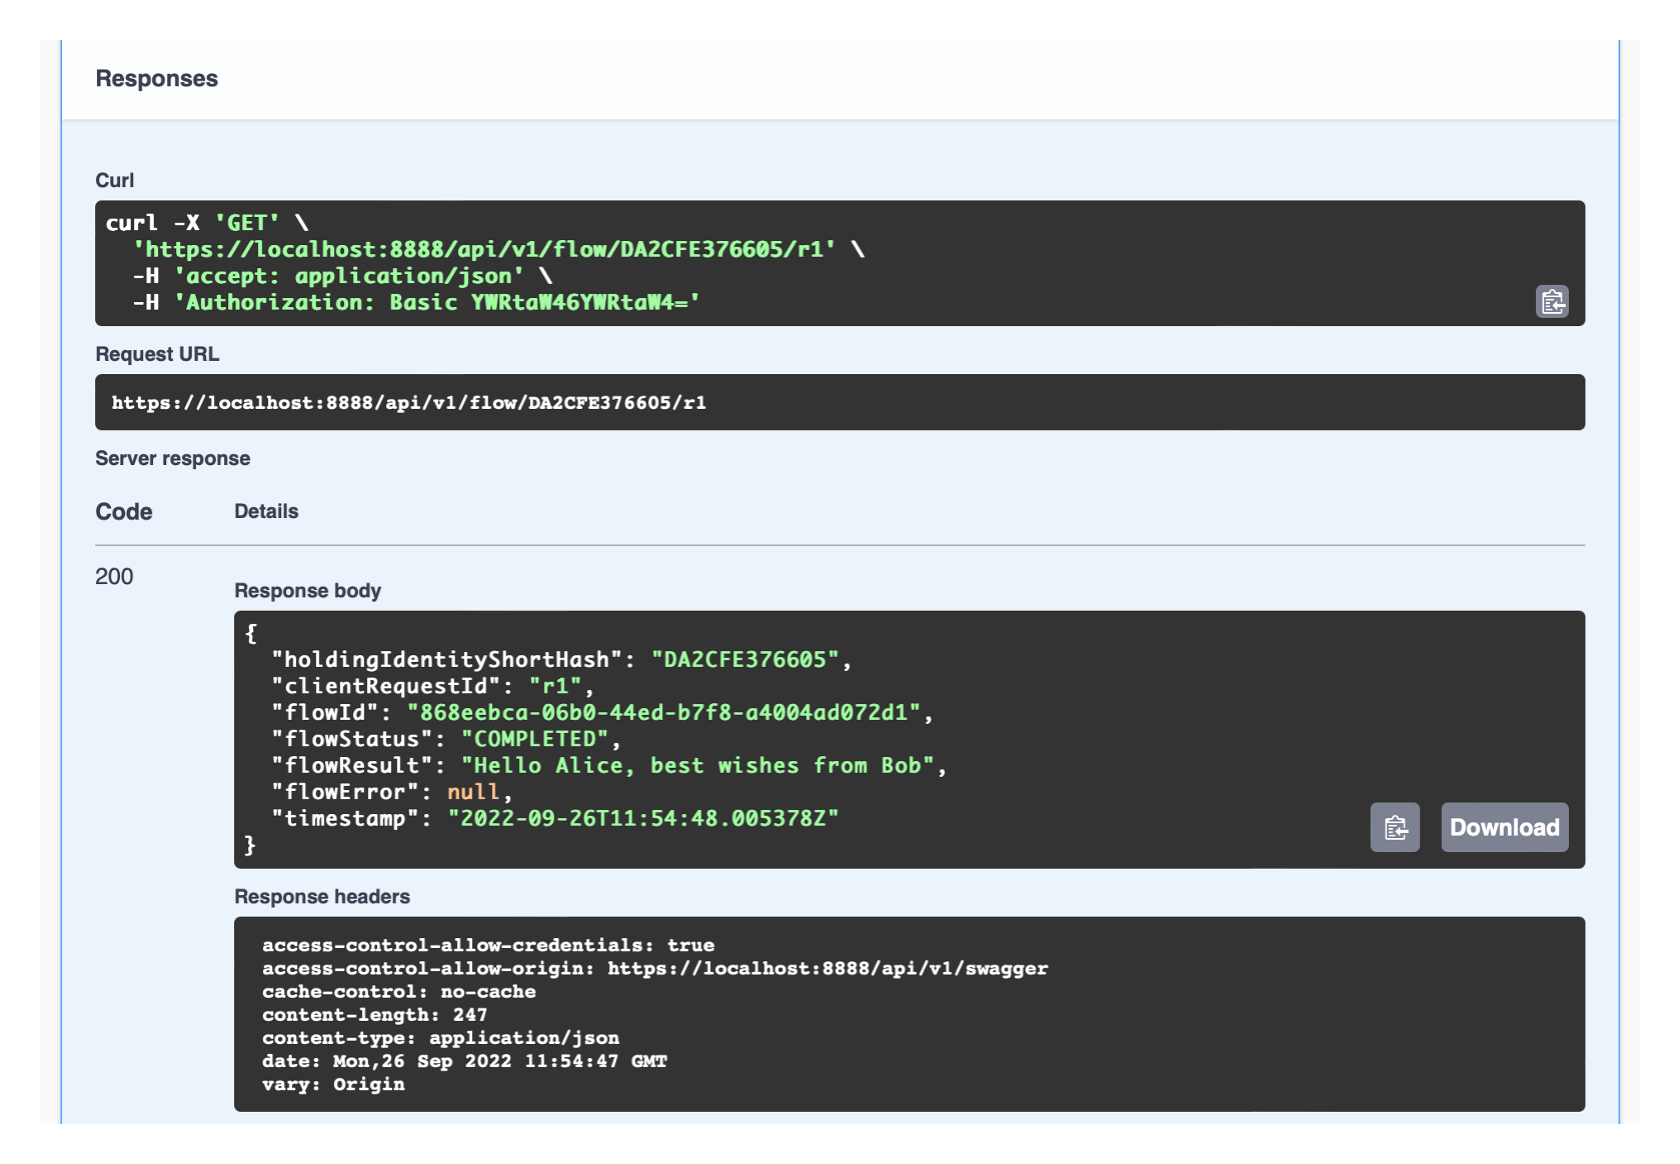 Responses
Curl
curl -X 'GET' \
  'https://localhost:8888/api/v1/flow/DA2CFE376605/r1' \
  -H 'accept: application/json' \
  -H 'Authorization: Basic YWRtaW46YWRtaW4='
Request URL
https://localhost:8888/api/v1/flow/DA2CFE376605/r1
Server response
Code Details
200
Response body
{
  "holdingIdentityShortHash": "DA2CFE376605",
  "clientRequestId": "r1",
  "flowId": "868eebca-06b0-44ed-b7f8-a4004ad072d1",
  "flowStatus": "COMPLETED",
  "flowResult": "Hello Alice, best wishes from Bob",
  "flowError": null,
  "timestamp": "2022-09-26T11:54:48.005378Z"
}
Download
Response headers
access-control-allow-credentials: true
access-control-allow-origin: https://localhost:8888/api/v1/swagger
cache-control: no-cache
content-length: 247
content-type: application/json
date: Mon,26 Sep 2022 11:54:47 GMT
vary: Origin